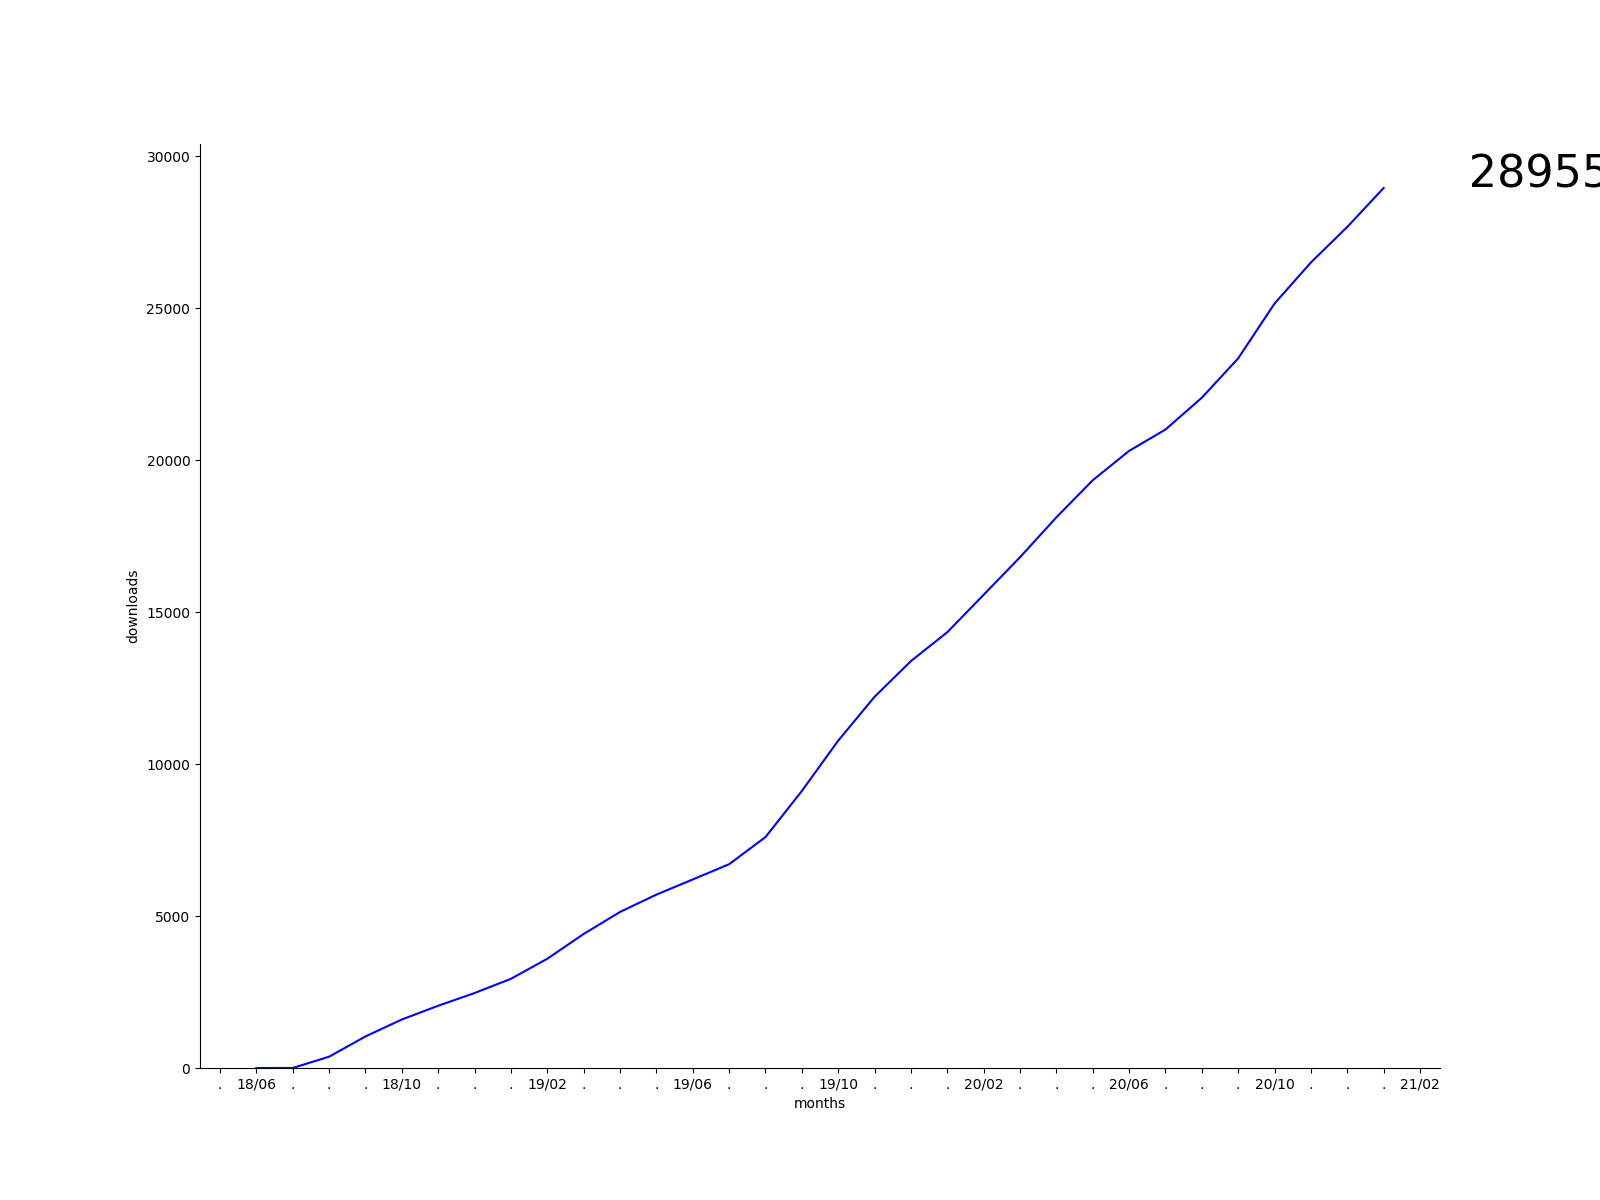 28955
30000
25000
20000
15000
10000
5000
0
downloads
. 18/06 . . . 18/10 . . . 19/02 . . . 19/06 . . . 19/10 . . . 20/02 . . . 20/06 . . . 20/10 . . . 21/02
months